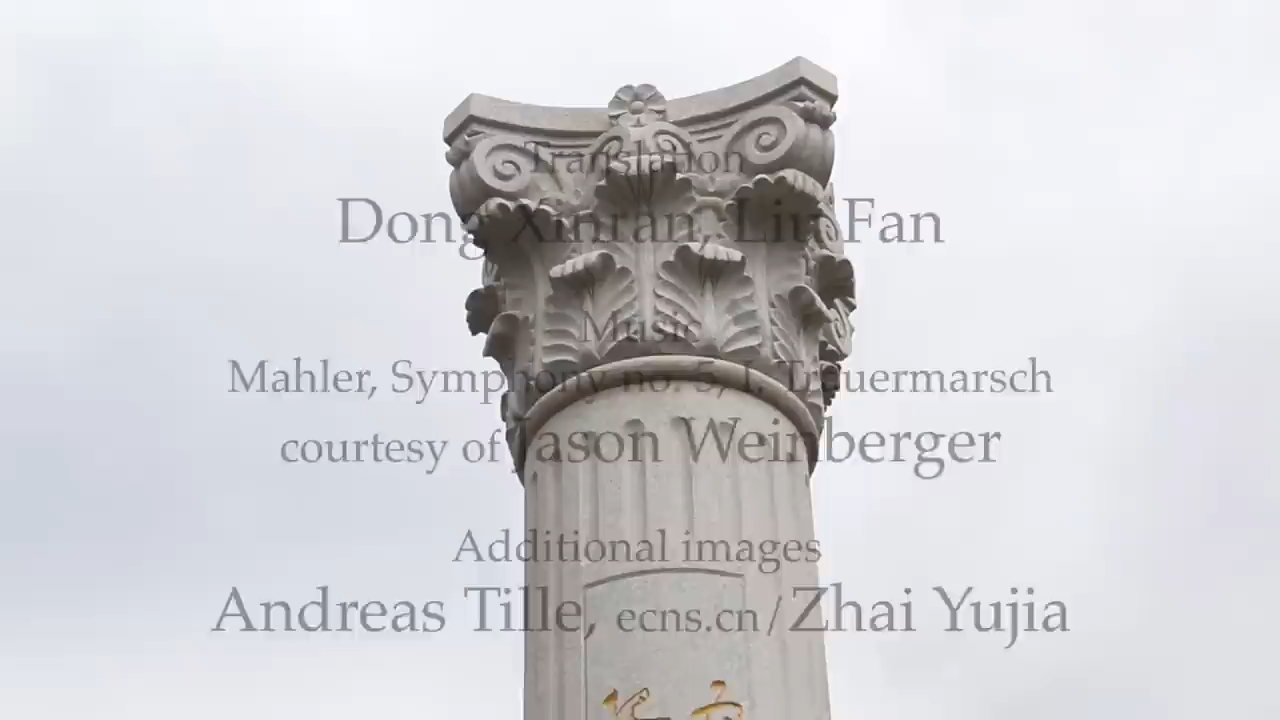 Translation
Dong Xinran, Liu Fan
Music
Mahler, Symphony no. 5, I, Trauermarsch
courtesy of Jason Weinberger
Additional images
Andreas Tille, ecns.cn/Zhai Yujia